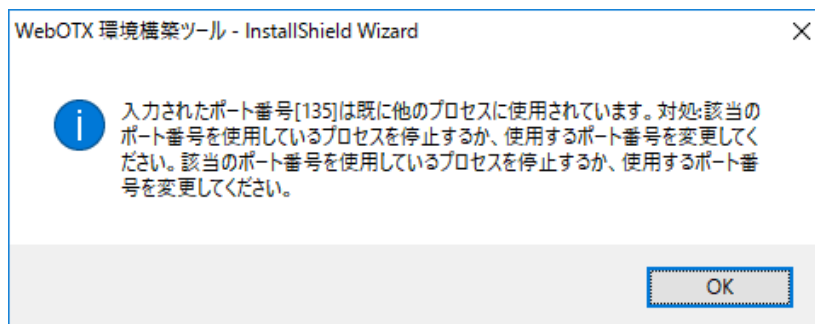 WebOTX 環境構築ツール - InstallShield Wizard
入力されたポート番号[135]は既に他のプロセスに使用されています。対処:該当の
ポート番号を使用しているプロセスを停止するか、使用するポート番号を変更してく
ださい。該当のポート番号を使用しているプロセスを停止するか、使用するポート番
号を変更してください。
OK